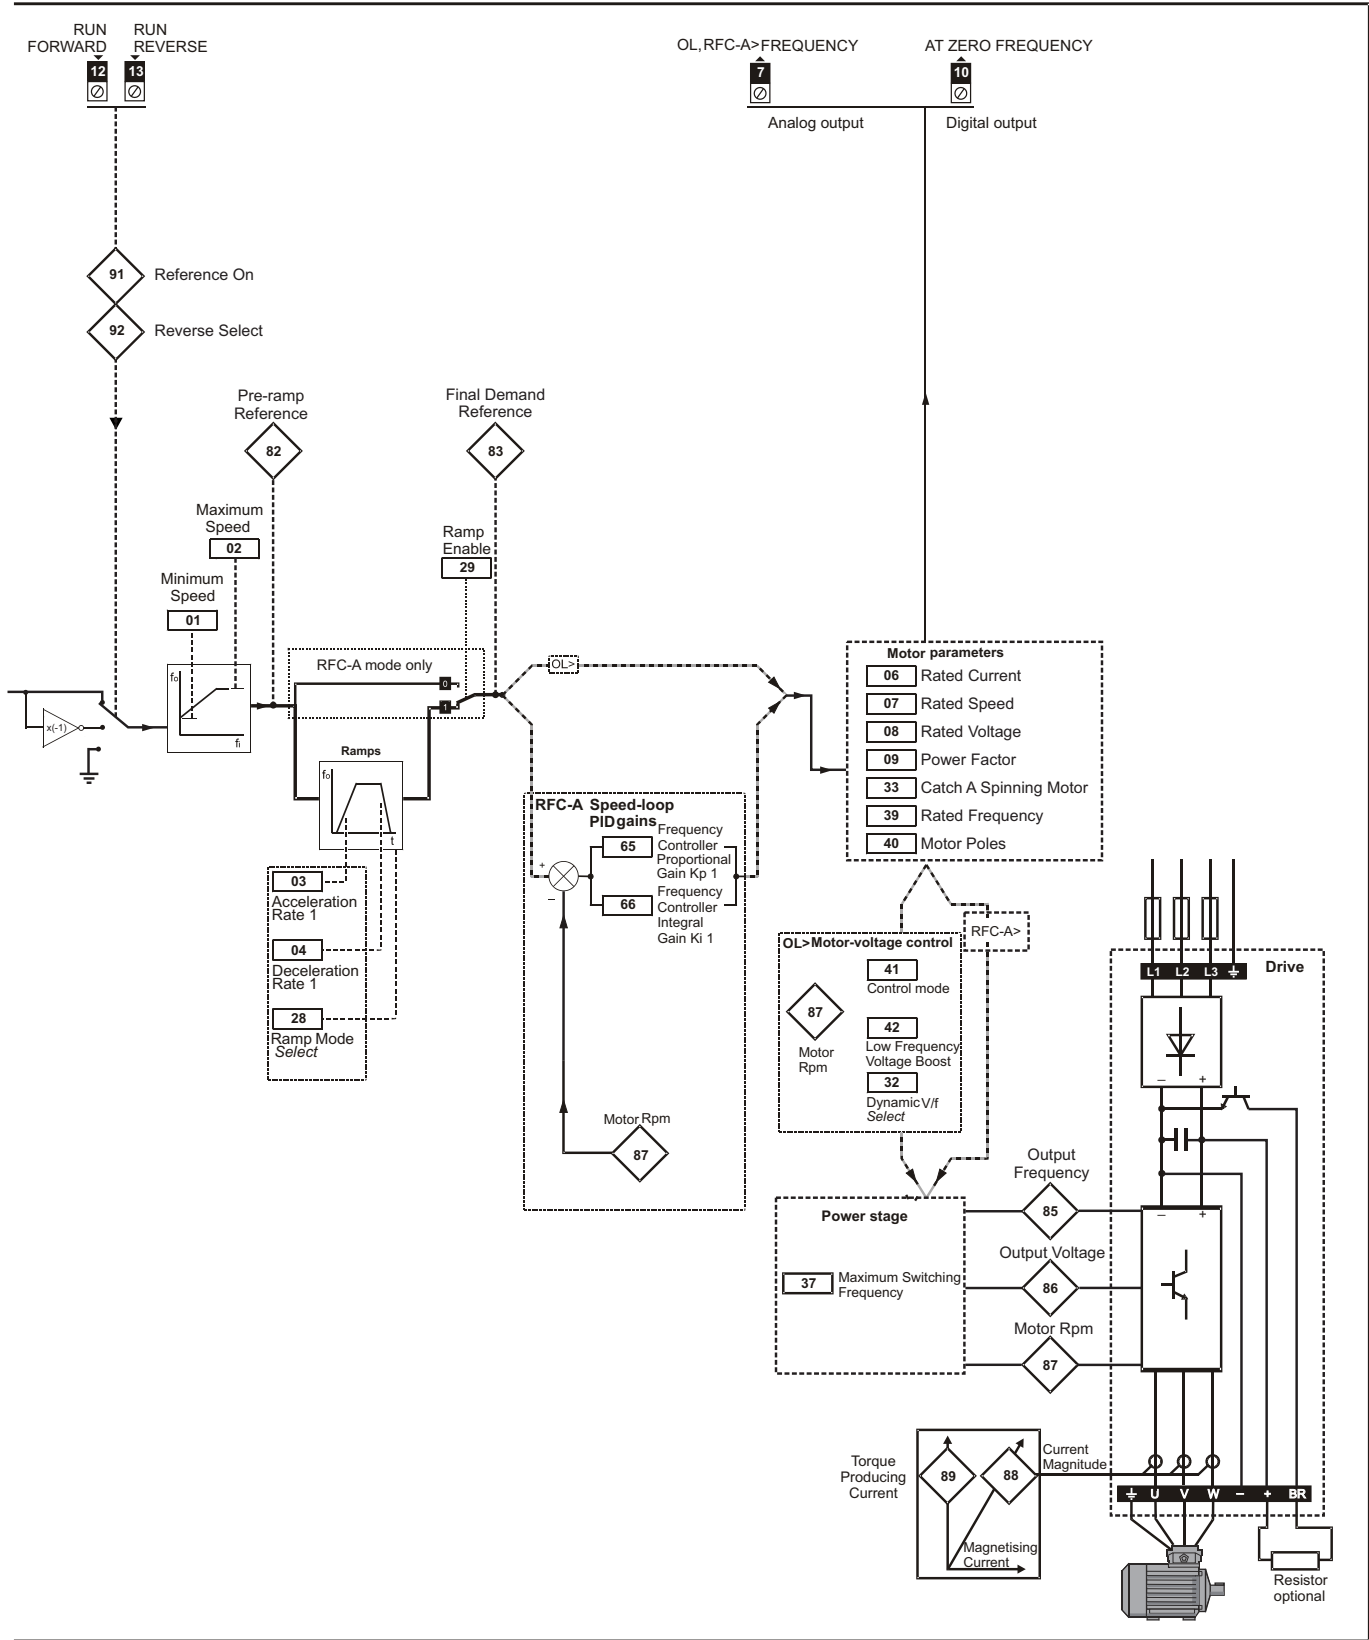 RUN
FORWARD
RUN
REVERSE
12
13
OL, RFC-A>FREQUENCY
7
AT ZERO FREQUENCY
10
Analog output
Digital output
91
Reference On
92
Reverse Select
Pre-ramp
Reference
82
Final Demand
Reference
83
Maximum
Speed
02
Ramp
Enable
29
Minimum
Speed
01
RFC-A mode only
0
1
OL>
x(-1)
fo
fi
Ramps
fo
t
03
Acceleration
Rate 1
04
Deceleration
Rate 1
28
Ramp Mode
Select
RFC-A Speed-loop
PID gains
65
Frequency
Controller
Proportional
Gain Kp 1
66
Frequency
Controller
Integral
Gain Ki 1
+
–
Motor Rpm
87
Motor parameters
06 Rated Current
07 Rated Speed
08 Rated Voltage
09 Power Factor
33 Catch A Spinning Motor
39 Rated Frequency
40 Motor Poles
RFC-A>
OL>Motor-voltage control
41
Control mode
87
Motor
Rpm
42
Low Frequency
Voltage Boost
32
Dynamic V/f
Select
Power stage
37
Maximum Switching
Frequency
Output
Frequency
85
Output Voltage
86
Motor Rpm
87
Drive
L1 L2 L3
– +
– +
Torque
Producing
Current
89
88
Current
Magnitude
Magnetising
Current
U V W – + BR
Resistor
optional